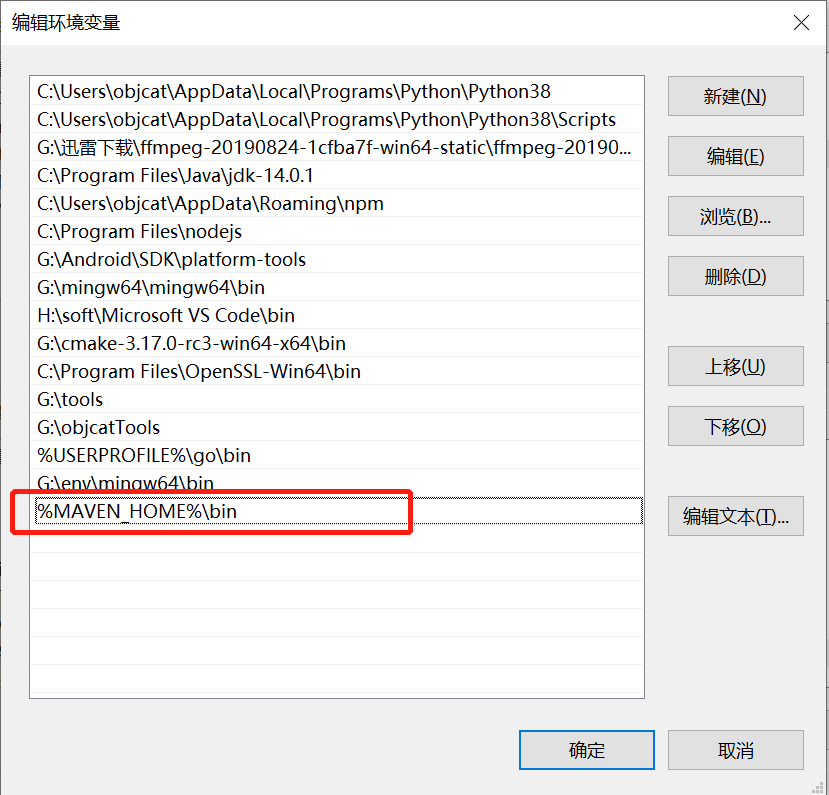 编辑环境变量
C:\Users\objcat\AppData\Local\Programs\Python\Python38
C:\Users\objcat\AppData\Local\Programs\Python\Python38\Scripts
G:\迅雷下载\ffmpeg-20190824-1cfba7f-win64-static\ffmpeg-20190...
C:\Program Files\Java\jdk-14.0.1
C:\Users\objcat\AppData\Roaming\npm
C:\Program Files\nodejs
G:\Android\SDK\platform-tools
G:\mingw64\mingw64\bin
H:\soft\Microsoft VS Code\bin
G:\cmake-3.17.0-rc3-win64-x64\bin
C:\Program Files\OpenSSL-Win64\bin
G:\tools
G:\objcatTools
%USERPROFILE%\go\bin
G:\env\mingw64\bin
%MAVEN_HOME%\bin
新建(N)
编辑(E)
浏览(B)...
删除(D)
上移(U)
下移(O)
编辑文本(T)...
确定
取消